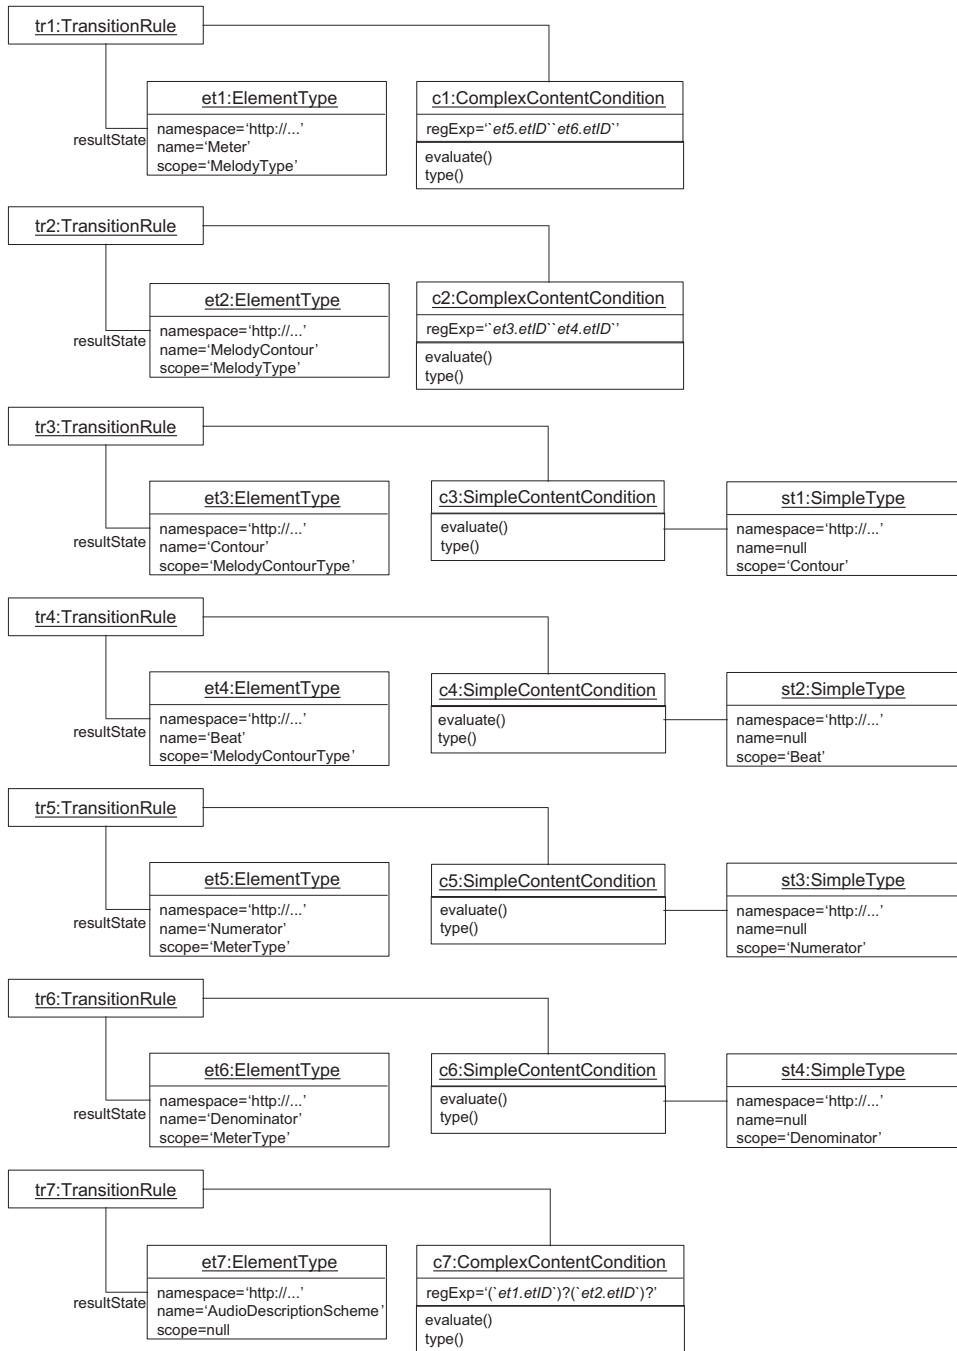 tr1:TransitionRule
et1:ElementType
namespace=‘http://...’
name=‘Meter’
scope=‘MelodyType’
resultState
c1:ComplexContentCondition
regExp=‘`et5.etID``et6.etID`’
evaluate()
type()
tr2:TransitionRule
et2:ElementType
namespace=‘http://...’
name=‘MelodyContour’
scope=‘MelodyType’
resultState
c2:ComplexContentCondition
regExp=‘`et3.etID``et4.etID`’
evaluate()
type()
tr3:TransitionRule
et3:ElementType
namespace=‘http://...’
name=‘Contour’
scope=‘MelodyContourType’
resultState
c3:SimpleContentCondition
evaluate()
type()
st1:SimpleType
namespace=‘http://...’
name=null
scope=‘Contour’
tr4:TransitionRule
et4:ElementType
namespace=‘http://...’
name=‘Beat’
scope=‘MelodyContourType’
resultState
c4:SimpleContentCondition
evaluate()
type()
st2:SimpleType
namespace=‘http://...’
name=null
scope=‘Beat’
tr5:TransitionRule
et5:ElementType
namespace=‘http://...’
name=‘Numerator’
scope=‘MeterType’
resultState
c5:SimpleContentCondition
evaluate()
type()
st3:SimpleType
namespace=‘http://...’
name=null
scope=‘Numerator’
tr6:TransitionRule
et6:ElementType
namespace=‘http://...’
name=‘Denominator’
scope=‘MeterType’
resultState
c6:SimpleContentCondition
evaluate()
type()
st4:SimpleType
namespace=‘http://...’
name=null
scope=‘Denominator’
tr7:TransitionRule
et7:ElementType
namespace=‘http://...’
name=‘AudioDescriptionScheme’
scope=null
resultState
c7:ComplexContentCondition
regExp=‘(`et1.etID`)?(`et2.etID`)?’
evaluate()
type()